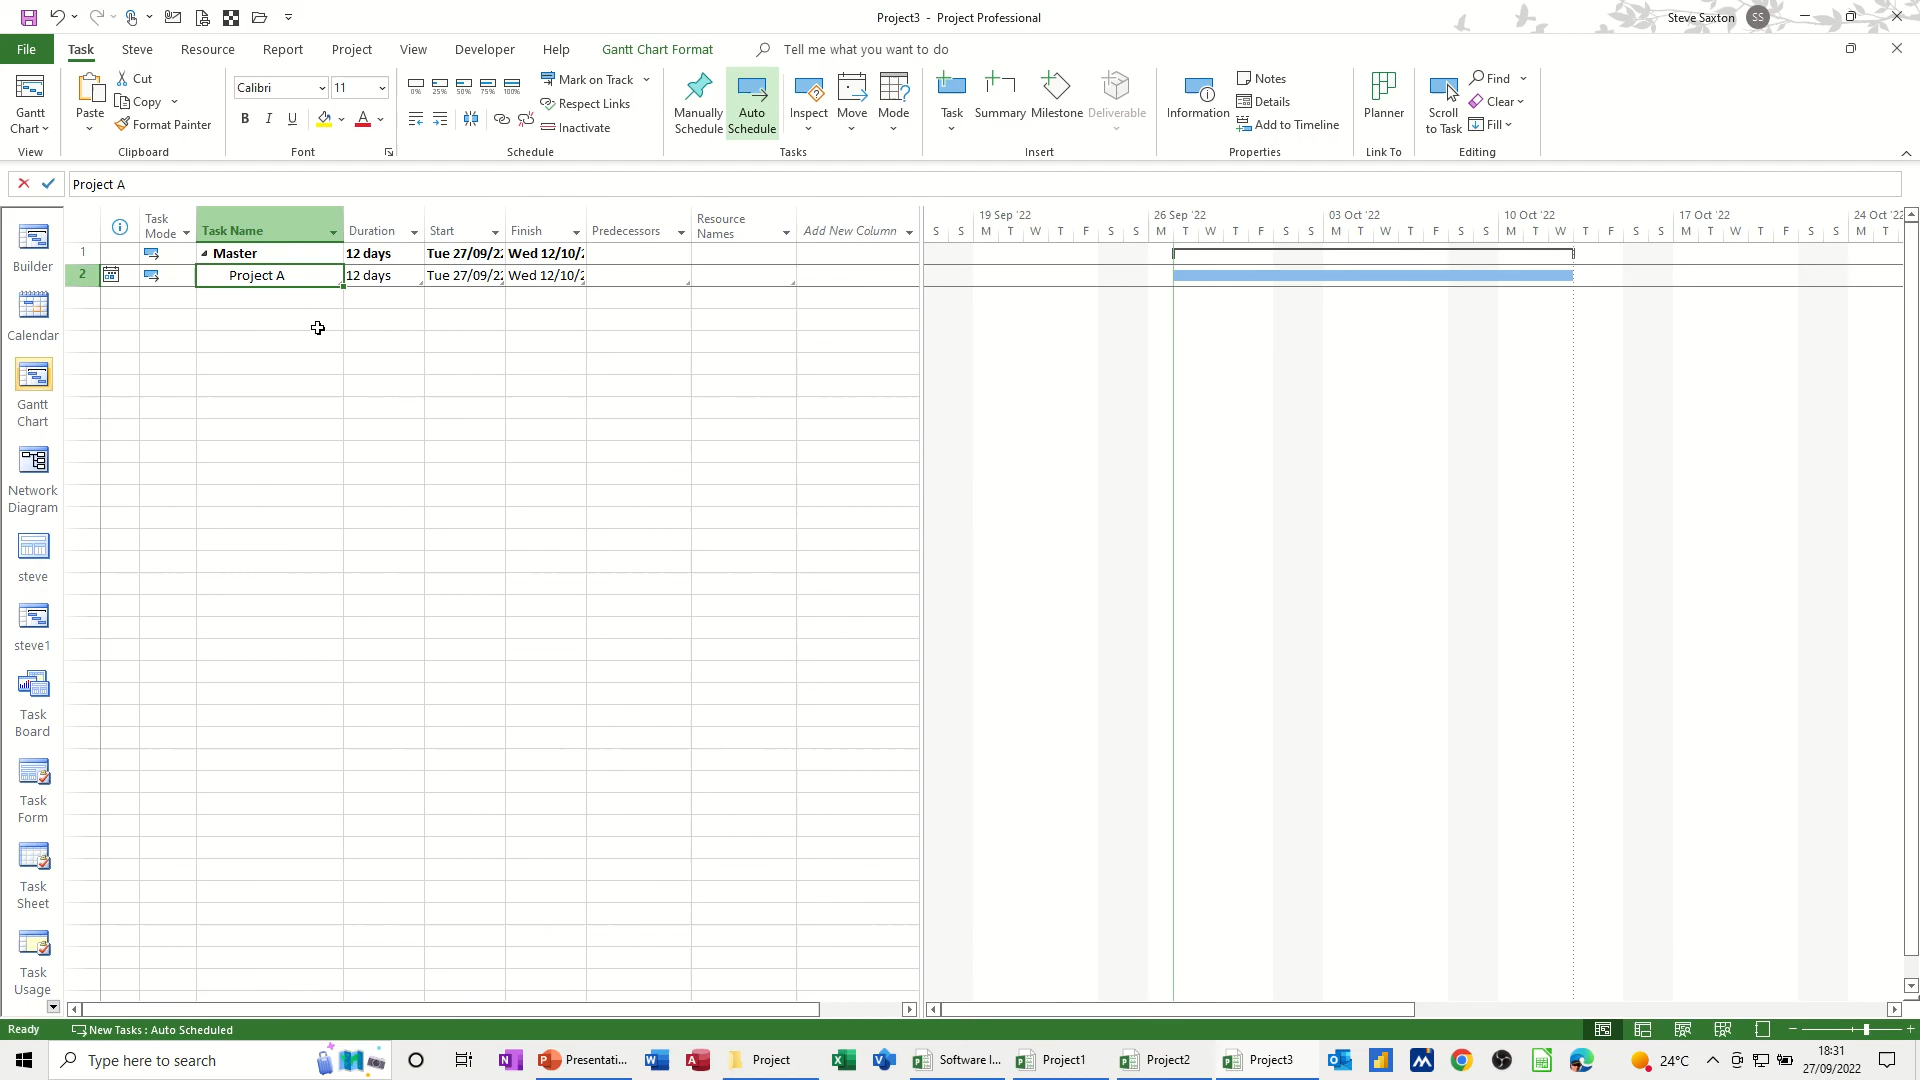 Project3 - Project Professional
Steve Saxton SS
File Task Steve Resource Report Project View Developer Help Gantt Chart Format Tell me what you want to do
Gantt
Chart
View
Paste
Cut
Copy
Format Painter
Clipboard
Calibri 11
B I U A
Font
0% 25% 50% 75% 100%
Mark on Track
Respect Links
Inactivate
Schedule
Manually
Schedule
Auto
Schedule
Inspect Move Mode
Tasks
Task Summary Milestone Deliverable
Insert
Information
Notes
Details
Add to Timeline
Properties
Planner
Link To
Scroll
to Task
Find
Clear
Fill
Editing
Project A
Task
Mode
Task Name
Duration
Start
Finish
Predecessors
Resource
Names
Add New Column
1 Master 12 days Tue 27/09/22 Wed 12/10/2
2 Project A 12 days Tue 27/09/22 Wed 12/10/2
19 Sep '22 26 Sep '22 03 Oct '22 10 Oct '22 17 Oct '22 24 Oct '22
S S M T W T F S S M T W T F S S M T W T F S S M T W T F S S M T W T F S S M T
Builder
Calendar
Gantt
Chart
Network
Diagram
steve
steve1
Task
Board
Task
Form
Task
Sheet
Task
Usage
Ready New Tasks : Auto Scheduled
Type here to search
Presentati...
Project
Software I...
Project1
Project2
Project3
24°C
18:31
27/09/2022